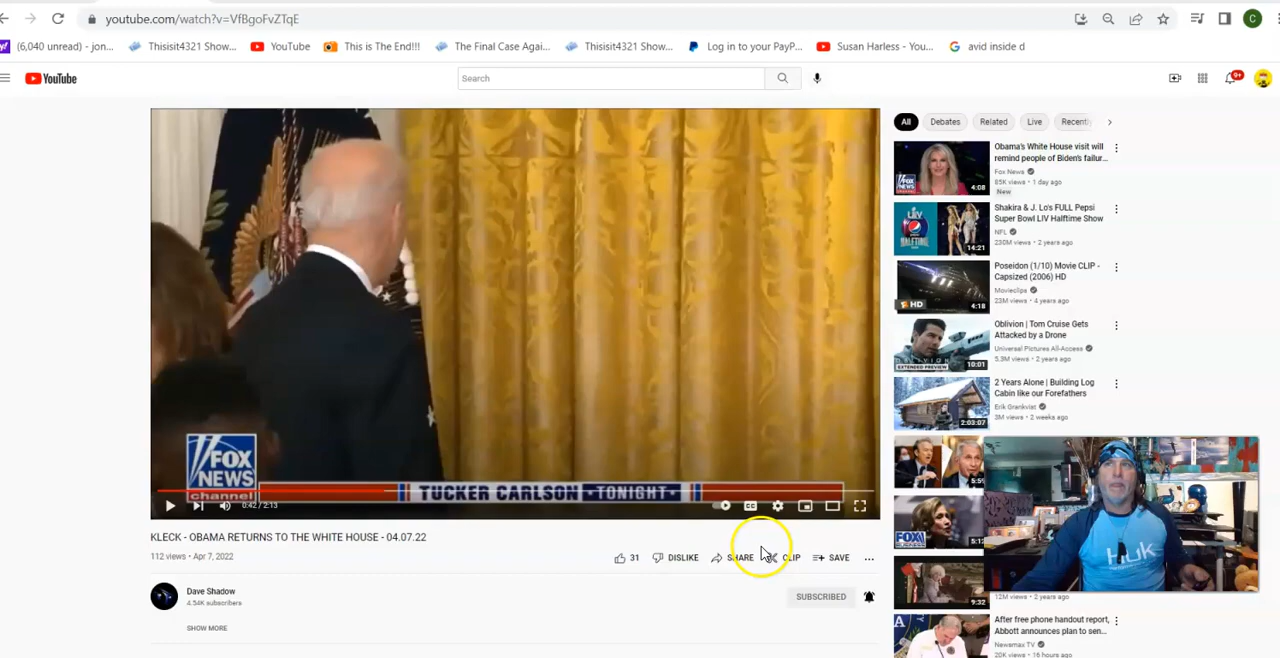 youtube.com/watch?v=VfBgoFvZTqE
(6,040 unread) - jon...
Thisisit4321 Show...
YouTube
This is The End!!!
The Final Case Agai...
Thisisit4321 Show...
Log in to your PayP...
Susan Harless - You...
avid inside d
C
YouTube
Search
9+
All
Debates
Related
Live
Recently
FOX
NEWS
channel
TUCKER CARLSON TONIGHT
0:42 / 2:13
CC
KLECK - OBAMA RETURNS TO THE WHITE HOUSE - 04.07.22
112 views • Apr 7, 2022
31
DISLIKE
SHARE
CLIP
SAVE
...
Dave Shadow
4.54K subscribers
SUBSCRIBED
SHOW MORE
4:08
Obama's White House visit will
remind people of Biden's failur...
Fox News
85K views • 1 day ago
New
14:21
Shakira & J. Lo's FULL Pepsi
Super Bowl LIV Halftime Show
NFL
230M views • 2 years ago
HD
4:18
Poseidon (1/10) Movie CLIP -
Capsized (2006) HD
Movieclips
23M views • 4 years ago
EXTENDED PREVIEW
10:01
Oblivion | Tom Cruise Gets
Attacked by a Drone
Universal Pictures All-Access
5.3M views • 2 years ago
2:03:07
2 Years Alone | Building Log
Cabin like our Forefathers
Erik Grankvist
3M views • 2 weeks ago
FOX
9:32
12M views • 2 years ago
After free phone handout report,
Abbott announces plan to sen...
Newsmax TV
20K views • 16 hours ago
HUK